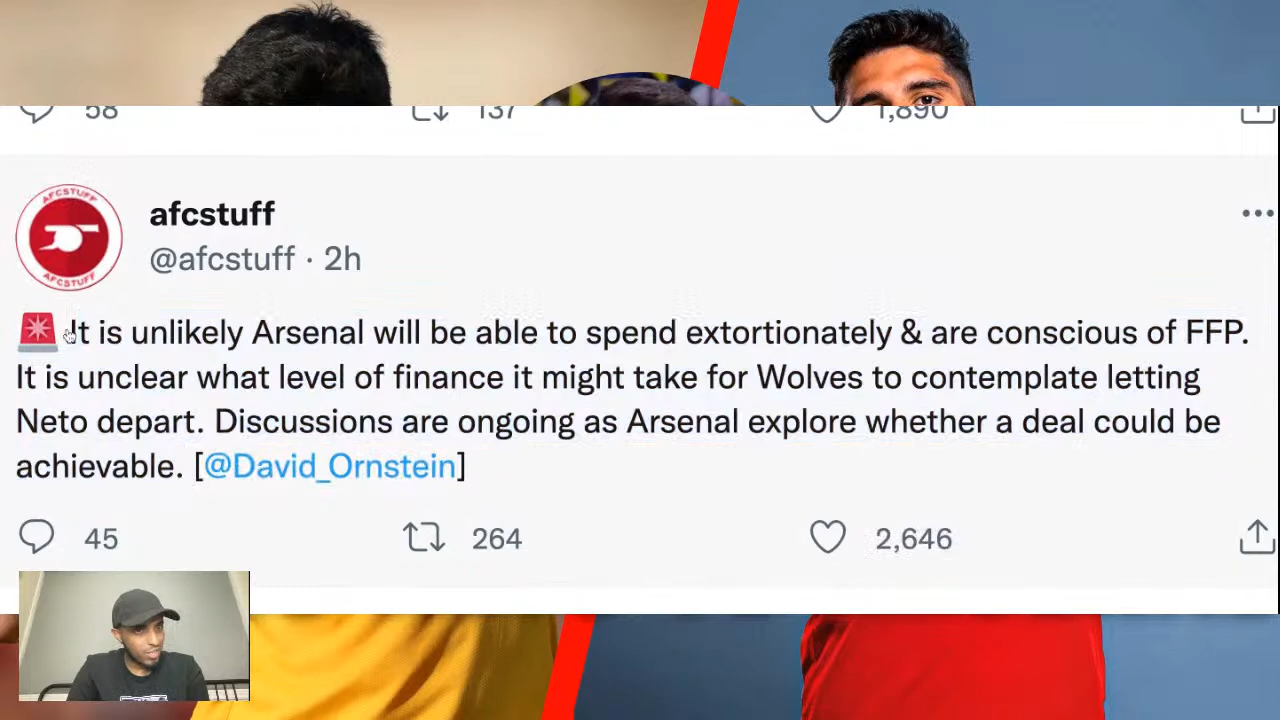 58 137 1,890
AFCSTUFF
afcstuff
@afcstuff · 2h
AFCSTUFF
🚨 It is unlikely Arsenal will be able to spend extortionately & are conscious of FFP.
It is unclear what level of finance it might take for Wolves to contemplate letting
Neto depart. Discussions are ongoing as Arsenal explore whether a deal could be
achievable. [@David_Ornstein]
45 264 2,646